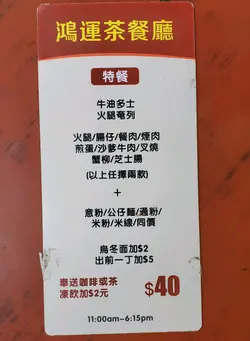 鴻運茶餐廳
特餐
牛油多士
火腿奄列
火腿/腸仔/餐肉/煙肉
煎蛋/沙爹牛肉/叉燒
蟹柳/芝士腸
(以上任擇兩款)
+
意粉/公仔麵/通粉/
米粉/米線/同價
烏冬面加$2
出前一丁加$5
奉送咖啡或茶
凍飲加$2元
$40
11:00am-6:15pm